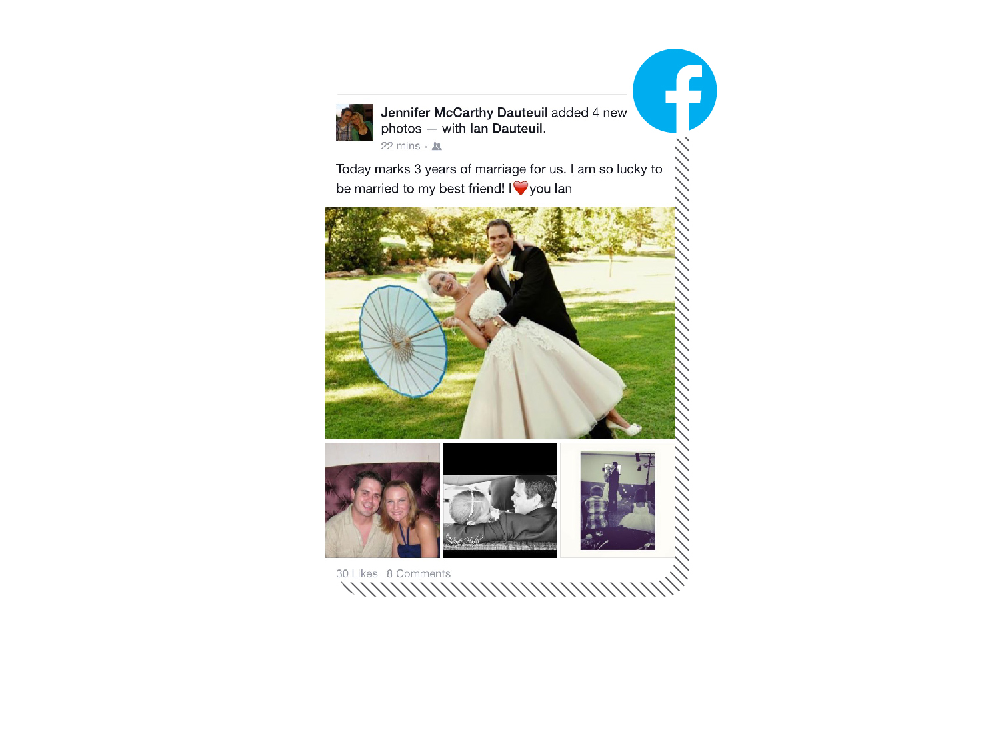 Jennifer McCarthy Dauteuil added 4 new
photos — with Ian Dauteuil.
22 mins ·
Today marks 3 years of marriage for us. I am so lucky to
be married to my best friend! I❤️you Ian
30 Likes 8 Comments